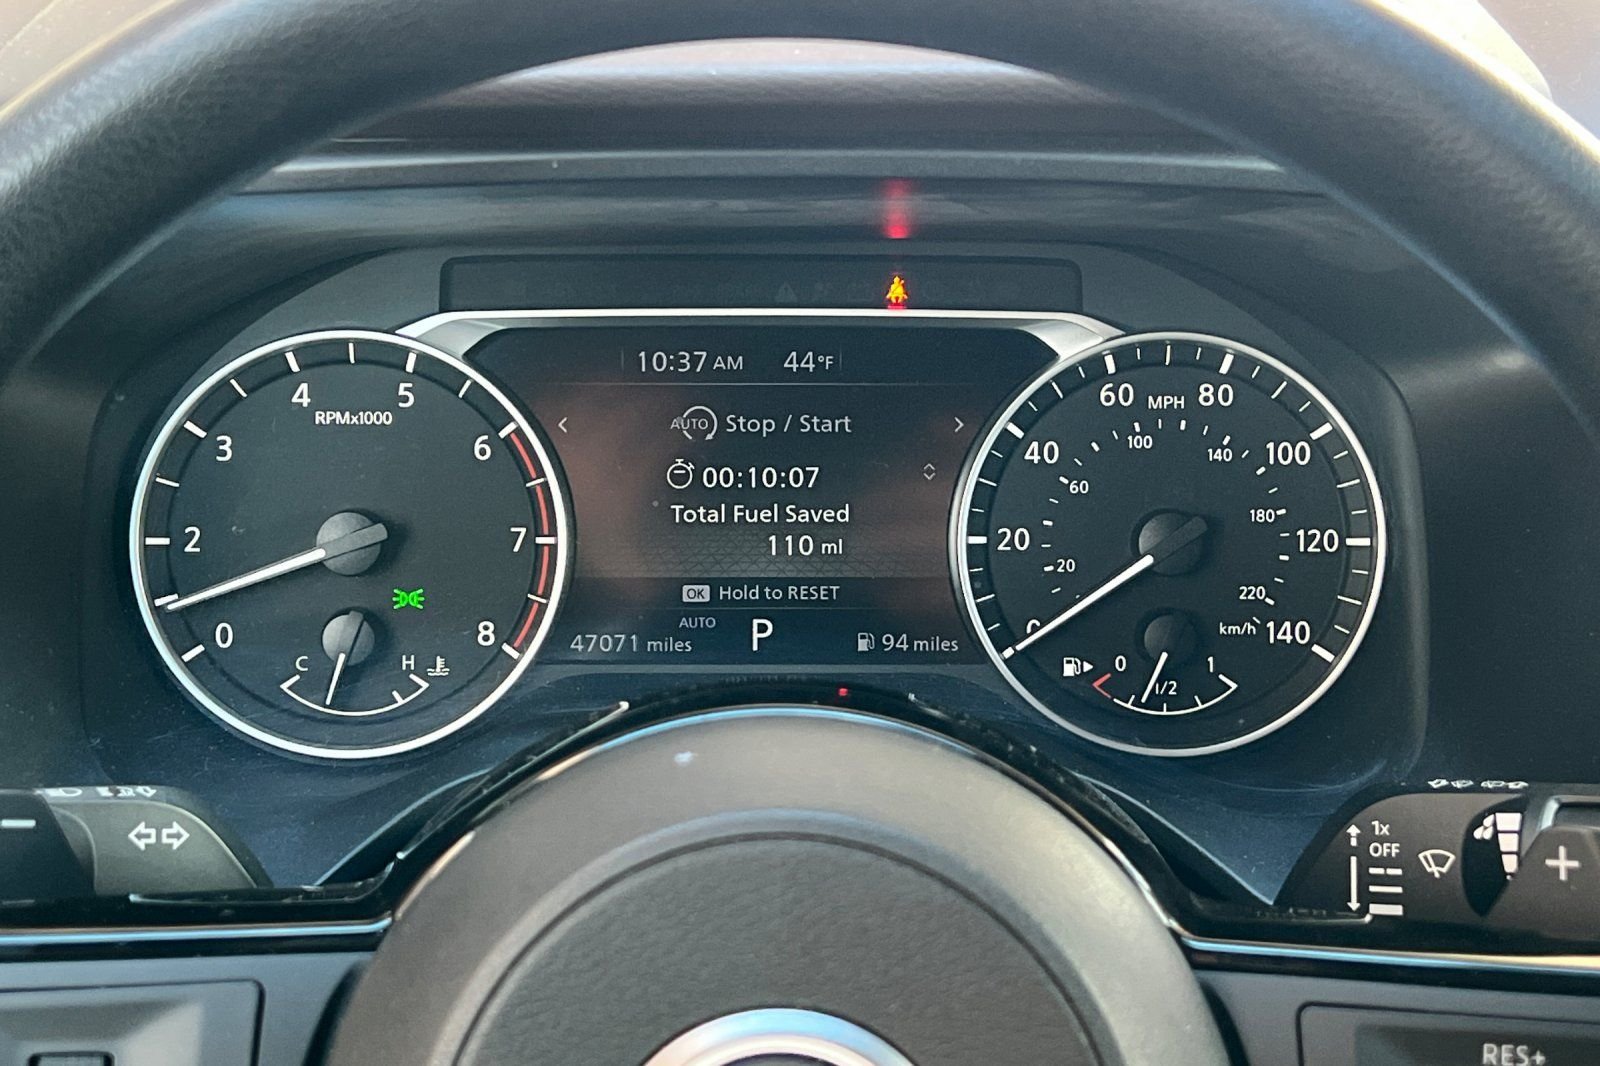 10:37 AM 44°F
AUTO Stop / Start
00:10:07
Total Fuel Saved
110 ml
OK Hold to RESET
47071 miles AUTO P 94 miles
0 2 3 4 5 6 7 8
RPMx1000
C H
0 20 40 60 80 100 120 140
MPH
20 60 100 140 180 220
km/h
0 1/2 1
1x
OFF
RES+